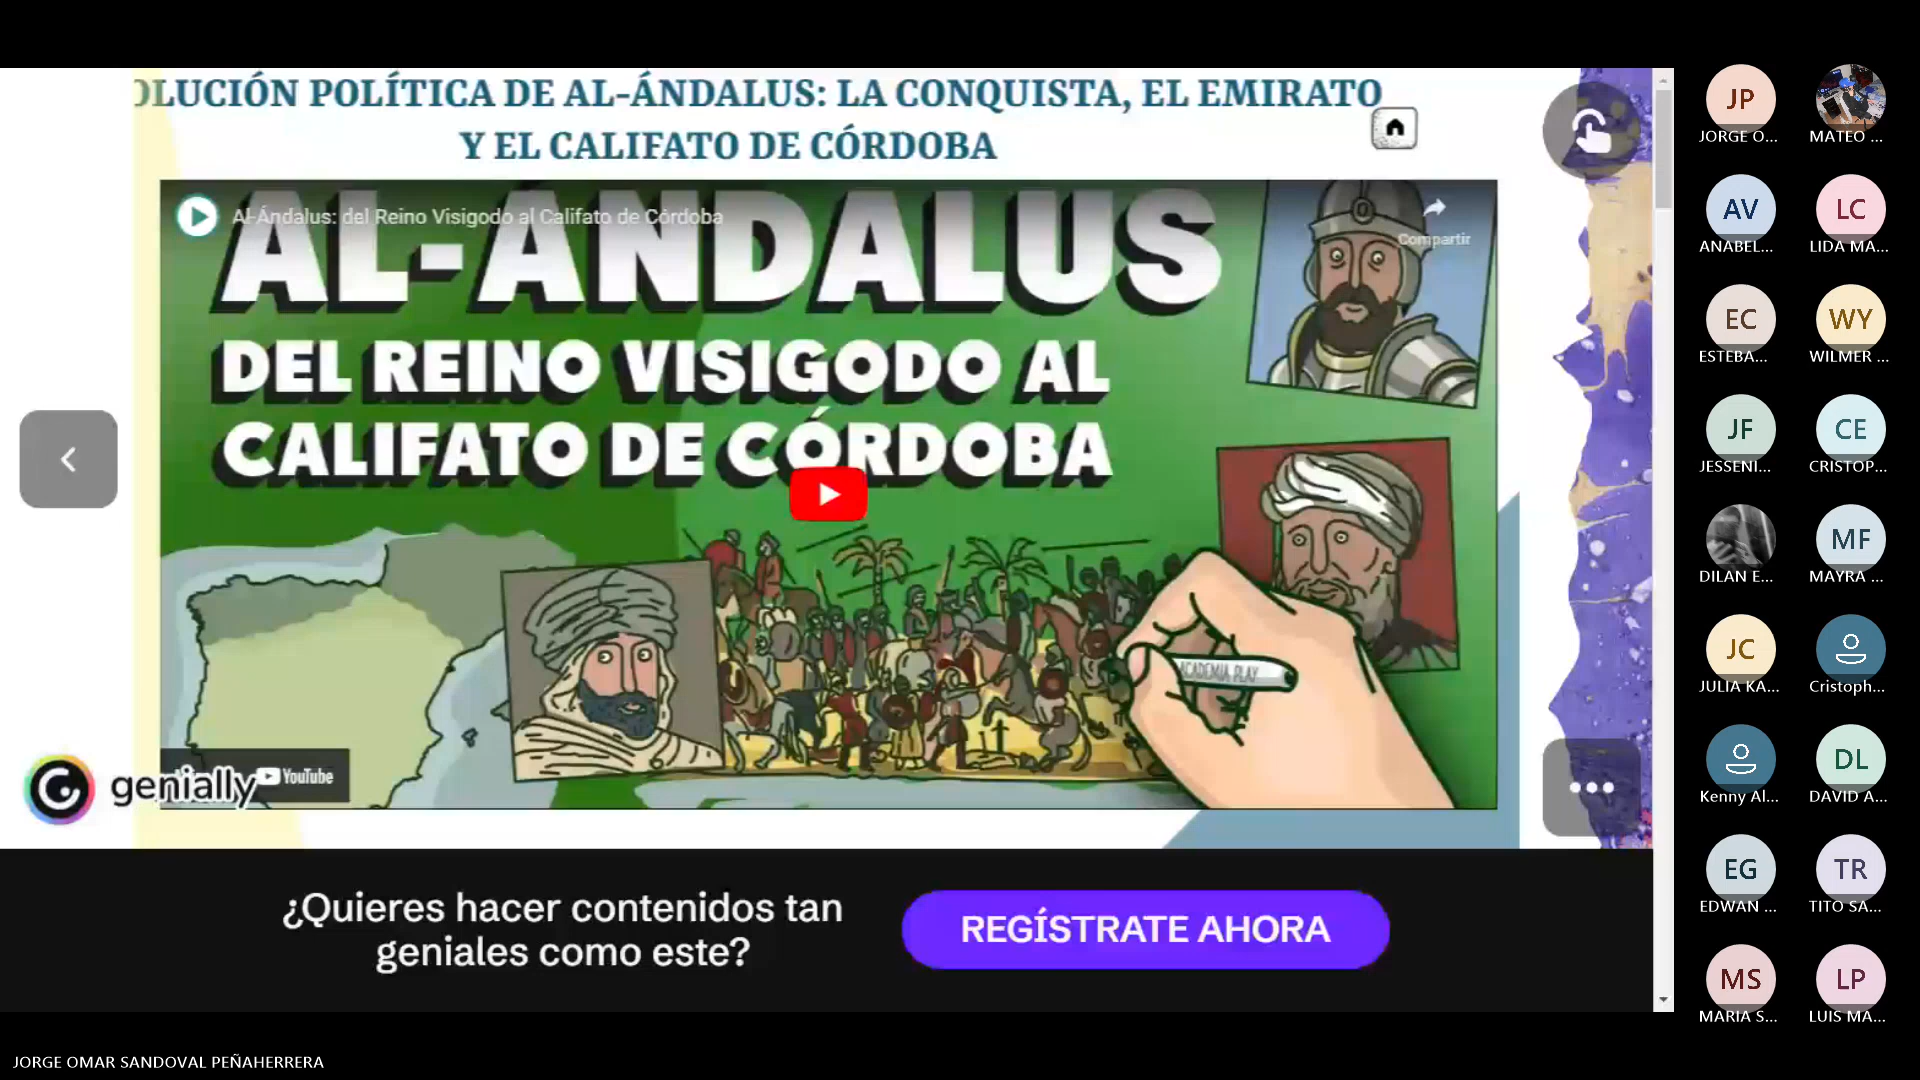 OLUCIÓN POLÍTICA DE AL-ÁNDALUS: LA CONQUISTA, EL EMIRATO
Y EL CALIFATO DE CÓRDOBA
Al-Ándalus: del Reino Visigodo al Califato de Córdoba
Compartir
AL-ÁNDALUS
DEL REINO VISIGODO AL
CALIFATO DE CÓRDOBA
ACADEMIA PLAY
YouTube
genially
¿Quieres hacer contenidos tan
geniales como este?
REGÍSTRATE AHORA
JP
JORGE O...
MATEO ...
AV
ANABEL...
LC
LIDA MA...
EC
ESTEBA...
WY
WILMER ...
JF
JESSENI...
CE
CRISTOP...
DILAN E...
MF
MAYRA ...
JC
JULIA KA...
Cristoph...
Kenny Al...
DL
DAVID A...
EG
EDWAN ...
TR
TITO SA...
MS
MARIA S...
LP
LUIS MA...
JORGE OMAR SANDOVAL PEÑAHERRERA